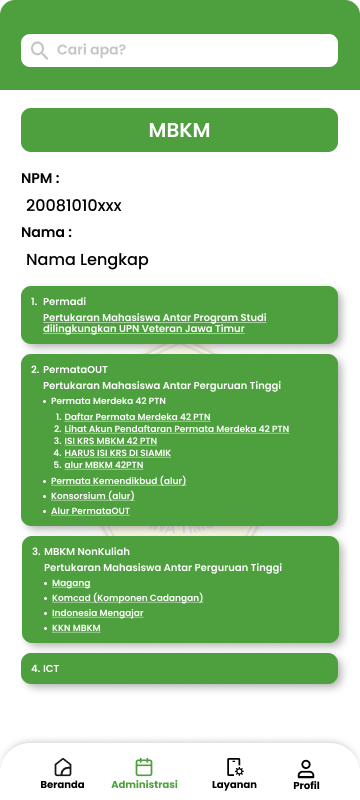 Cari apa?
MBKM
NPM :
20081010xxx
Nama :
Nama Lengkap
1. Permadi
Pertukaran Mahasiswa Antar Program Studi
dilingkungkan UPN Veteran Jawa Timur
2. PermataOUT
Pertukaran Mahasiswa Antar Perguruan Tinggi
• Permata Merdeka 42 PTN
1. Daftar Permata Merdeka 42 PTN
2. Lihat Akun Pendaftaran Permata Merdeka 42 PTN
3. ISI KRS MBKM 42 PTN
4. HARUS ISI KRS DI SIAMIK
5. alur MBKM 42PTN
• Permata Kemendikbud (alur)
• Konsorsium (alur)
• Alur PermataOUT
3. MBKM NonKuliah
Pertukaran Mahasiswa Antar Perguruan Tinggi
• Magang
• Komcad (Komponen Cadangan)
• Indonesia Mengajar
• KKN MBKM
4. ICT
Beranda Administrasi Layanan Profil